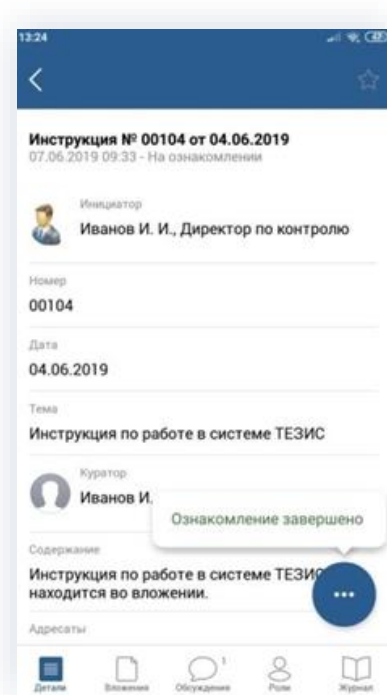 13:24
42
Инструкция № 00104 от 04.06.2019
07.06.2019 09:33 - На ознакомлении
Инициатор
Иванов И. И., Директор по контролю
Номер
00104
Дата
04.06.2019
Тема
Инструкция по работе в системе ТЕЗИС
Куратор
Иванов И.
Ознакомление завершено
Содержание
Инструкция по работе в системе ТЕЗИС
находится во вложении.
Адресаты
1
Детали Вложения Обсуждения Роли Журнал